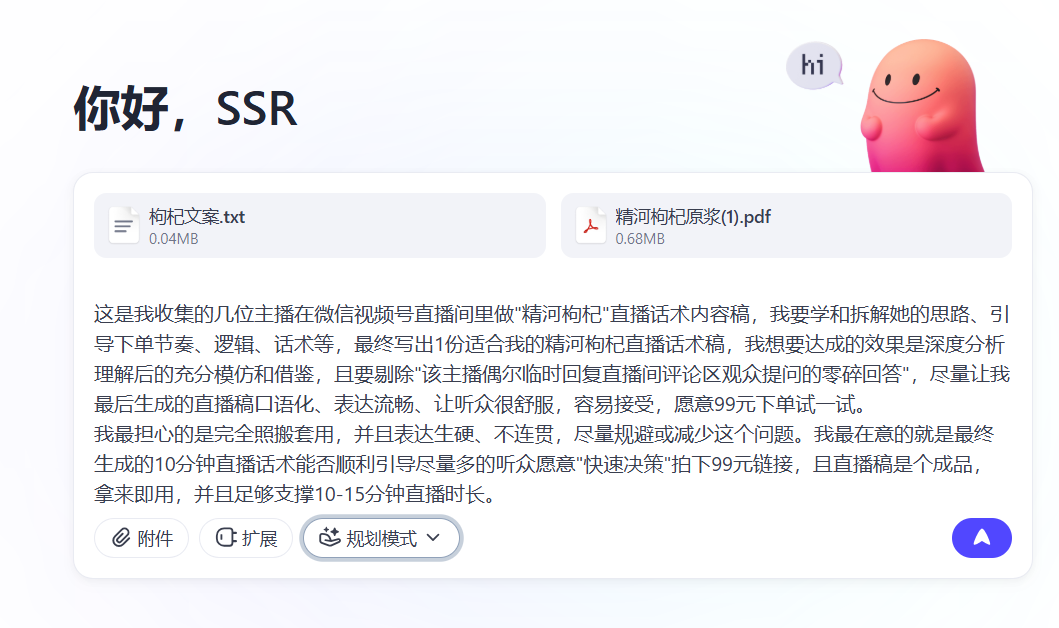 hi
你好，SSR
枸杞文案.txt
0.04MB
精河枸杞原浆(1).pdf
0.68MB
这是我收集的几位主播在微信视频号直播间里做"精河枸杞"直播话术内容稿，我要学和拆解她的思路、引
导下单节奏、逻辑、话术等，最终写出1份适合我的精河枸杞直播话术稿，我想要达成的效果是深度分析
理解后的充分模仿和借鉴，且要剔除"该主播偶尔临时回复直播间评论区观众提问的零碎回答"，尽量让我
最后生成的直播稿口语化、表达流畅、让听众很舒服，容易接受，愿意99元下单试一试。
我最担心的是完全照搬套用，并且表达生硬、不连贯，尽量规避或减少这个问题。我最在意的就是最终
生成的10分钟直播话术能否顺利引导尽量多的听众愿意"快速决策"拍下99元链接，且直播稿是个成品，
拿来即用，并且足够支撑10-15分钟直播时长。
附件
扩展
规划模式